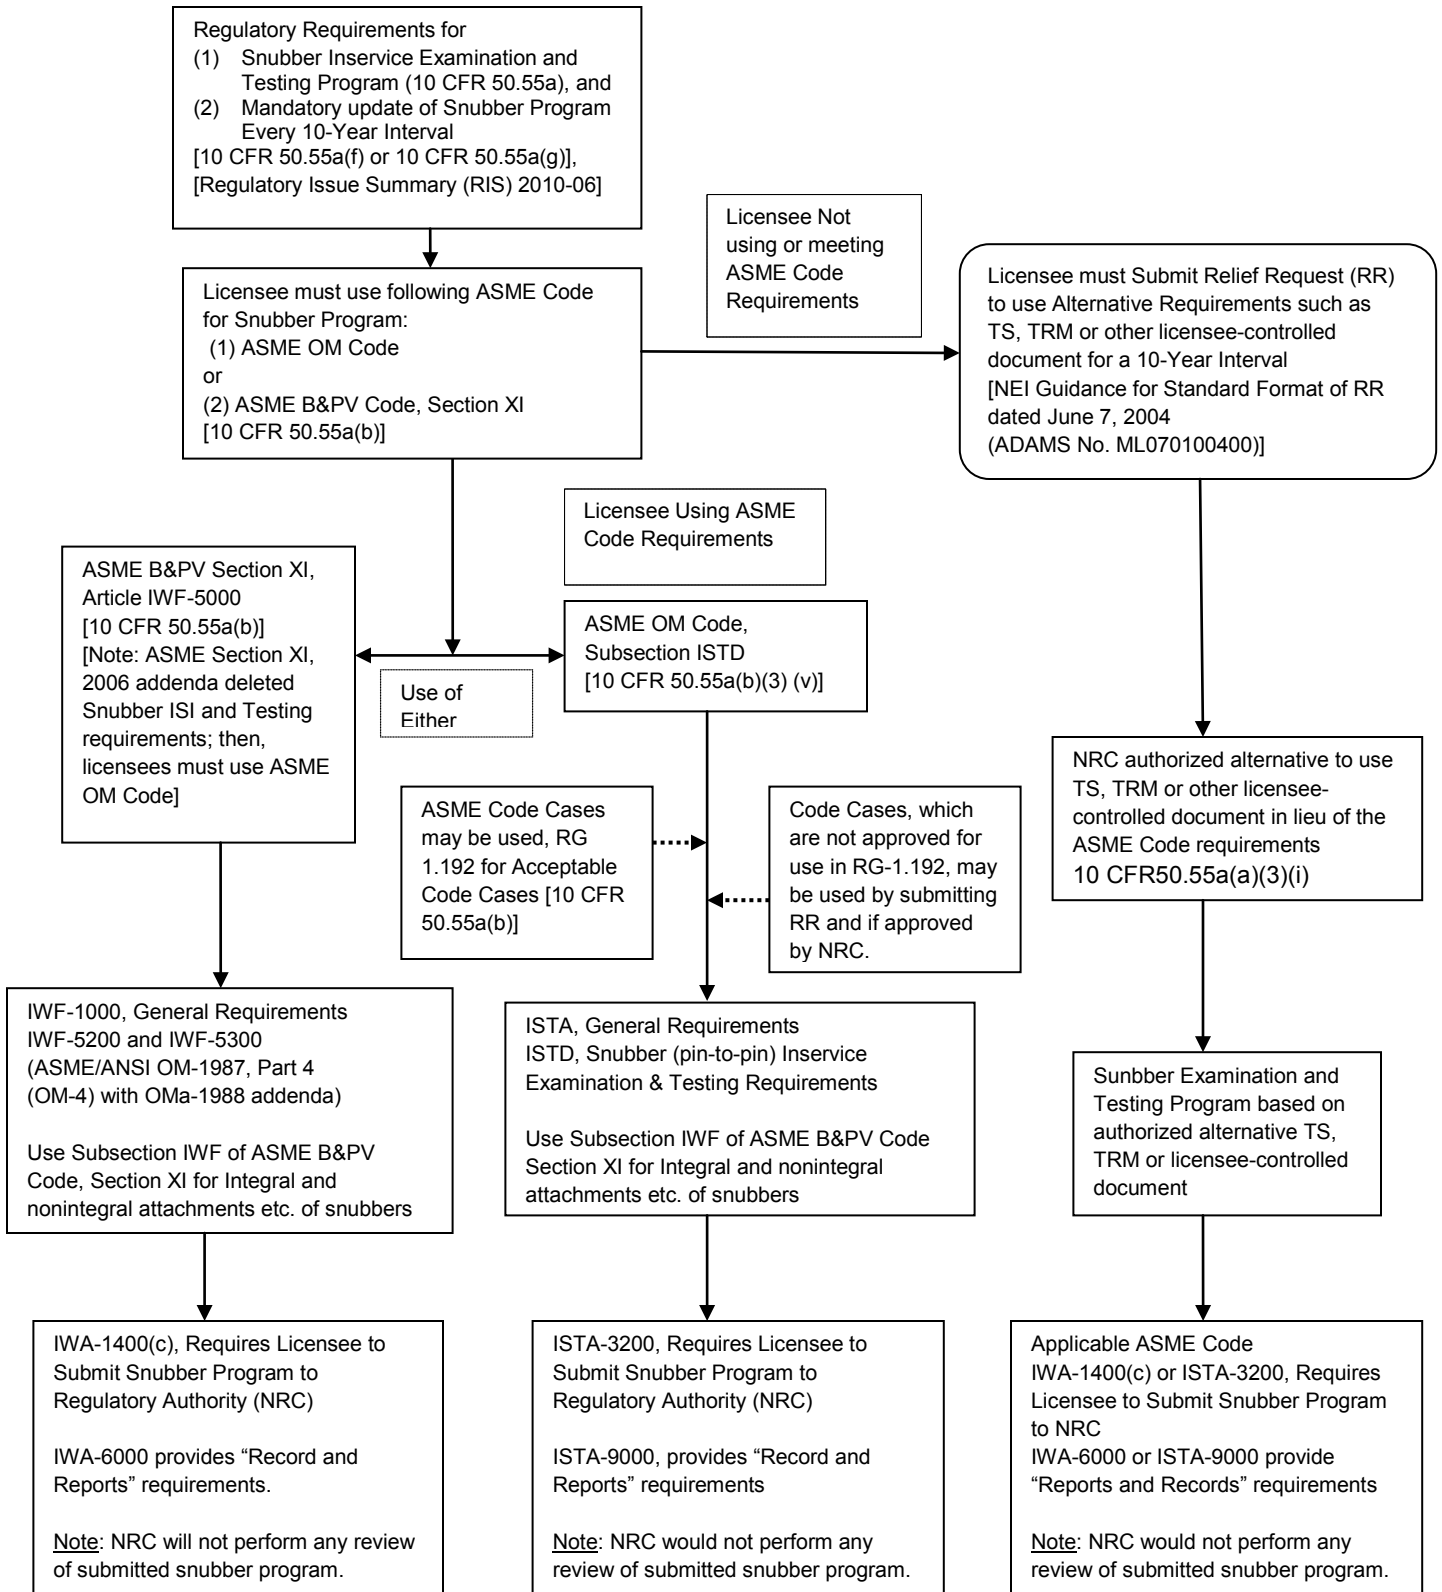 Regulatory Requirements for
(1) Snubber Inservice Examination and
Testing Program (10 CFR 50.55a), and
(2) Mandatory update of Snubber Program
Every 10-Year Interval
[10 CFR 50.55a(f) or 10 CFR 50.55a(g)],
[Regulatory Issue Summary (RIS) 2010-06]
Licensee Not
using or meeting
ASME Code
Requirements
Licensee must use following ASME Code
for Snubber Program:
(1) ASME OM Code
or
(2) ASME B&PV Code, Section XI
[10 CFR 50.55a(b)]
Licensee must Submit Relief Request (RR)
to use Alternative Requirements such as
TS, TRM or other licensee-controlled
document for a 10-Year Interval
[NEI Guidance for Standard Format of RR
dated June 7, 2004
(ADAMS No. ML070100400)]
Licensee Using ASME
Code Requirements
ASME B&PV Section XI,
Article IWF-5000
[10 CFR 50.55a(b)]
[Note: ASME Section XI,
2006 addenda deleted
Snubber ISI and Testing
requirements; then,
licensees must use ASME
OM Code]
Use of
Either
ASME OM Code,
Subsection ISTD
[10 CFR 50.55a(b)(3) (v)]
ASME Code Cases
may be used, RG
1.192 for Acceptable
Code Cases [10 CFR
50.55a(b)]
Code Cases, which
are not approved for
use in RG-1.192, may
be used by submitting
RR and if approved
by NRC.
NRC authorized alternative to use
TS, TRM or other licensee-
controlled document in lieu of the
ASME Code requirements
10 CFR50.55a(a)(3)(i)
IWF-1000, General Requirements
IWF-5200 and IWF-5300
(ASME/ANSI OM-1987, Part 4
(OM-4) with OMa-1988 addenda)
Use Subsection IWF of ASME B&PV
Code, Section XI for Integral and
nonintegral attachments etc. of snubbers
ISTA, General Requirements
ISTD, Snubber (pin-to-pin) Inservice
Examination & Testing Requirements
Use Subsection IWF of ASME B&PV Code
Section XI for Integral and nonintegral
attachments etc. of snubbers
Sunbber Examination and
Testing Program based on
authorized alternative TS,
TRM or licensee-controlled
document
IWA-1400(c), Requires Licensee to
Submit Snubber Program to
Regulatory Authority (NRC)
IWA-6000 provides “Record and
Reports” requirements.
Note: NRC will not perform any review
of submitted snubber program.
ISTA-3200, Requires Licensee to
Submit Snubber Program to
Regulatory Authority (NRC)
ISTA-9000, provides “Record and
Reports” requirements
Note: NRC would not perform any
review of submitted snubber program.
Applicable ASME Code
IWA-1400(c) or ISTA-3200, Requires
Licensee to Submit Snubber Program
to NRC
IWA-6000 or ISTA-9000 provide
“Reports and Records” requirements
Note: NRC would not perform any
review of submitted snubber program.